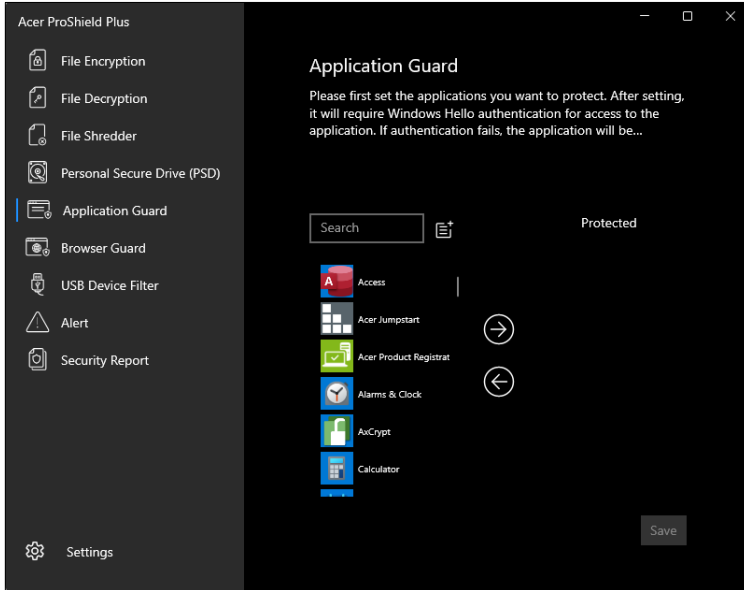 Acer ProShield Plus
File Encryption
File Decryption
File Shredder
Personal Secure Drive (PSD)
Application Guard
Browser Guard
USB Device Filter
Alert
Security Report
Settings
Application Guard
Please first set the applications you want to protect. After setting,
it will require Windows Hello authentication for access to the
application. If authentication fails, the application will be...
Search
Protected
A
Access
Acer Jumpstart
Acer Product Registrat
Alarms & Clock
AxCrypt
Calculator
Save